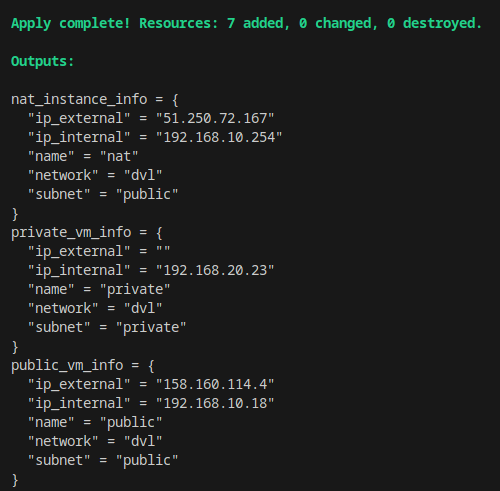 Apply complete! Resources: 7 added, 0 changed, 0 destroyed.
Outputs:
nat_instance_info = {
  "ip_external" = "51.250.72.167"
  "ip_internal" = "192.168.10.254"
  "name" = "nat"
  "network" = "dvl"
  "subnet" = "public"
}
private_vm_info = {
  "ip_external" = ""
  "ip_internal" = "192.168.20.23"
  "name" = "private"
  "network" = "dvl"
  "subnet" = "private"
}
public_vm_info = {
  "ip_external" = "158.160.114.4"
  "ip_internal" = "192.168.10.18"
  "name" = "public"
  "network" = "dvl"
  "subnet" = "public"
}